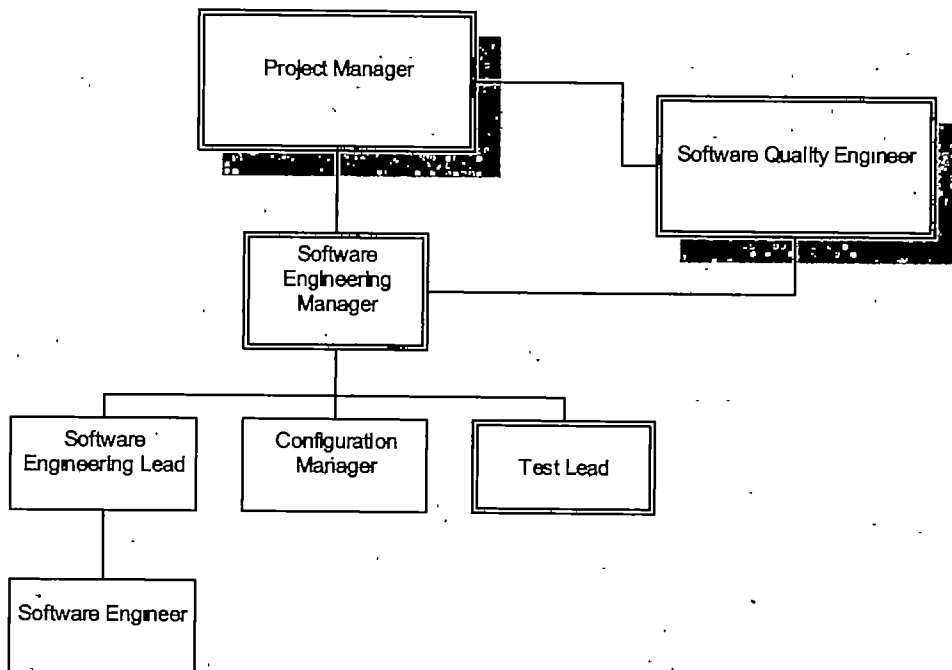 Project Manager
Software Quality Engineer
Software
Engineering
Manager
Software
Engineering Lead
Configuration
Manager
Test Lead
Software Engineer